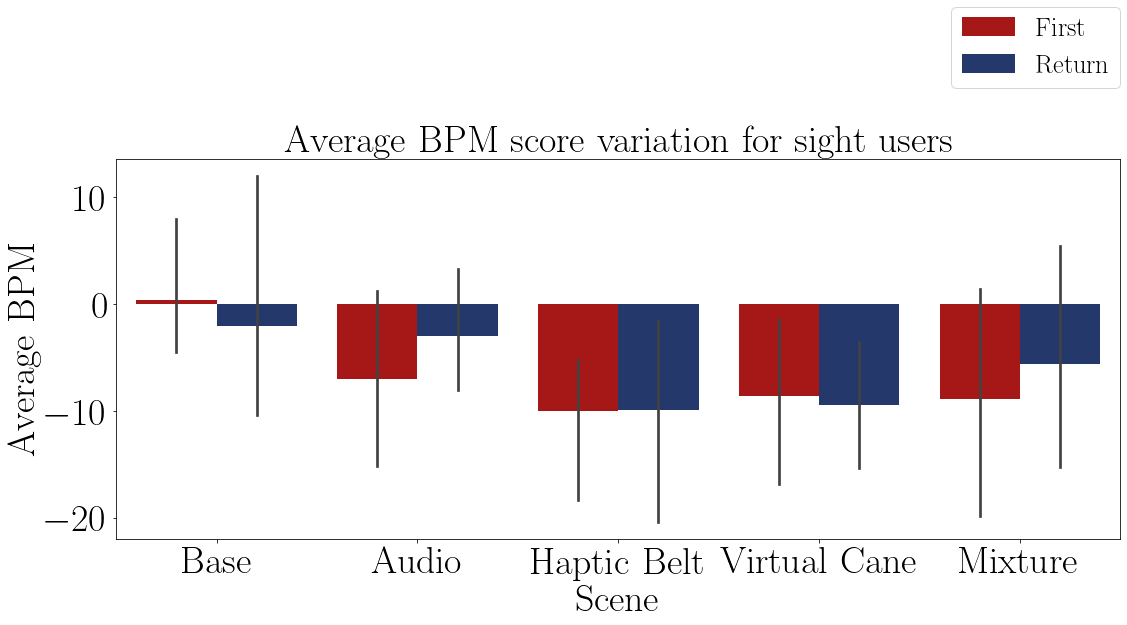 First
Return
Average BPM score variation for sight users
10
0
−10
−20
Average BPM
Base Audio Haptic Belt Virtual Cane Mixture
Scene